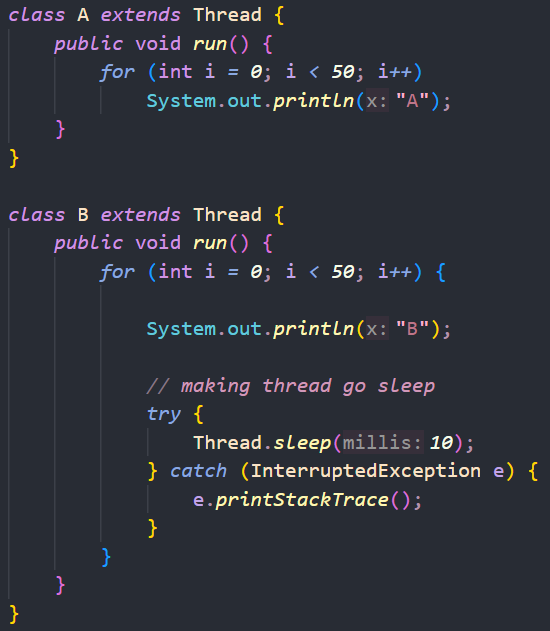 class A extends Thread {
    public void run() {
        for (int i = 0; i < 50; i++)
            System.out.println(x: "A");
    }
}

class B extends Thread {
    public void run() {
        for (int i = 0; i < 50; i++) {

            System.out.println(x: "B");

            // making thread go sleep
            try {
                Thread.sleep(millis: 10);
            } catch (InterruptedException e) {
                e.printStackTrace();
            }
        }
    }
}